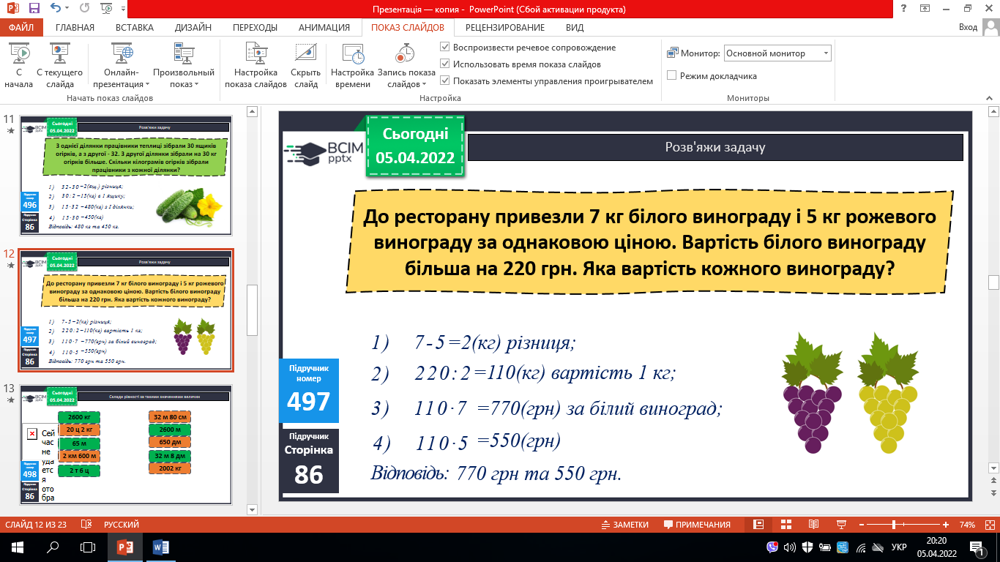 Презентація — копия - PowerPoint (Сбой активации продукта)
ФАЙЛ ГЛАВНАЯ ВСТАВКА ДИЗАЙН ПЕРЕХОДЫ АНИМАЦИЯ ПОКАЗ СЛАЙДОВ РЕЦЕНЗИРОВАНИЕ ВИД Вход
С начала
С текущего слайда
Онлайн-презентация
Произвольный показ
Начать показ слайдов
Настройка показа слайдов
Скрыть слайд
Настройка времени
Запись показа слайдов
Воспроизвести речевое сопровождение
Использовать время показа слайдов
Показать элементы управления проигрывателем
Настройка
Монитор: Основной монитор
Режим докладчика
Мониторы
11
Сьогодні
05.04.2022
Розв'яжи задачу
З однієї ділянки працівники теплиці зібрали 30 ящиків
огірків, а з другої - 32. З другої ділянки зібрали на 30 кг
огірків більше. Скільки кілограмів огірків зібрали
працівники з кожної ділянки?
1) 32-30=2(ящ.) різниця;
2) 30:2=15(кг) в 1 ящику;
3) 15·32=480(кг) з І ділянки;
4) 15·30=450(кг)
Відповідь: 480 кг та 450 кг.
Підручник
номер
496
Підручник
Сторінка
86
12
Сьогодні
05.04.2022
Розв'яжи задачу
До ресторану привезли 7 кг білого винограду і 5 кг рожевого
винограду за однаковою ціною. Вартість білого винограду
більша на 220 грн. Яка вартість кожного винограду?
1) 7-5=2(кг) різниця;
2) 220:2=110(кг) вартість 1 кг;
3) 110·7 =770(грн) за білий виноград;
4) 110·5 =550(грн)
Відповідь: 770 грн та 550 грн.
Підручник
номер
497
Підручник
Сторінка
86
13
Сьогодні
05.04.2022
Склади рівності за такими значеннями величин
2600 кг 32 м 80 см
20 ц 2 кг 2600 м
65 м 650 дм
2 км 600 м 32 м 8 дм
2 т 6 ц 2002 кг
Сей
час
не
уда
етс
я
ото
бра
Підручник
номер
498
Підручник
Сторінка
86
ВСІМ
pptx
Сьогодні
05.04.2022
Розв'яжи задачу
До ресторану привезли 7 кг білого винограду і 5 кг рожевого
винограду за однаковою ціною. Вартість білого винограду
більша на 220 грн. Яка вартість кожного винограду?
1) 7-5=2(кг) різниця;
2) 220:2=110(кг) вартість 1 кг;
3) 110·7 =770(грн) за білий виноград;
4) 110·5 =550(грн)
Відповідь: 770 грн та 550 грн.
Підручник
номер
497
Підручник
Сторінка
86
СЛАЙД 12 ИЗ 23 РУССКИЙ ЗАМЕТКИ ПРИМЕЧАНИЯ 74%
УКР
20:20
05.04.2022
1